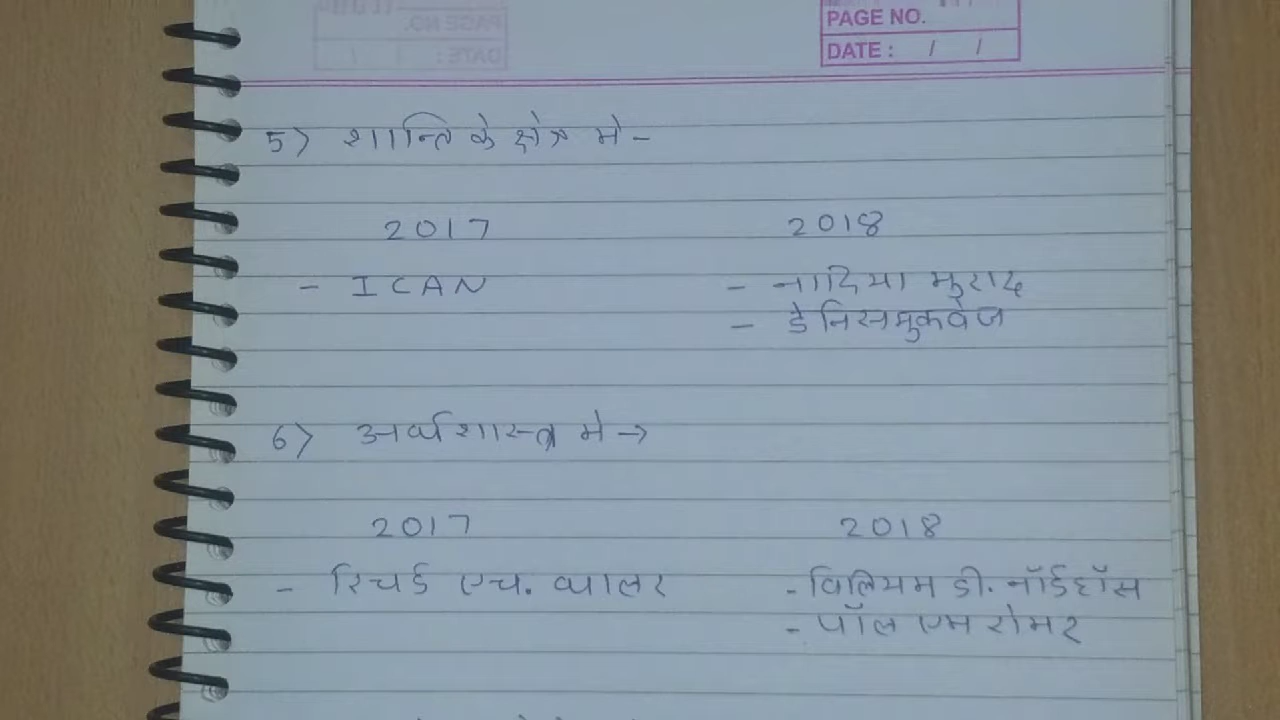 PAGE NO.
DATE : / /
5) शान्ति के क्षेत्र मे -
2017 2018
- ICAN - नादिया मुराद
- डेनिस मुकवेज
6) अर्थशास्त्र मे →
2017 2018
- रिचर्ड एच. थालर - विलियम डी. नॉर्डहॉस
- पॉल एम रोमर